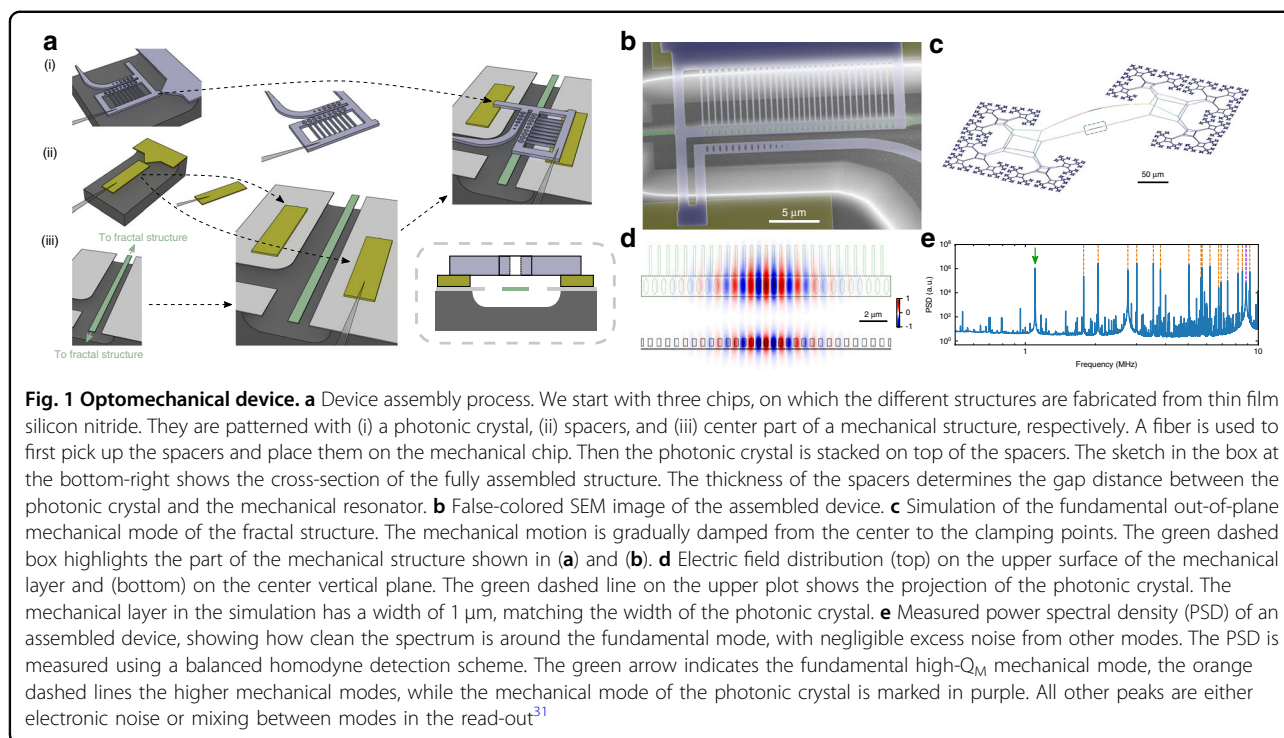 a
(i)
(ii)
(iii)
To fractal structure
To fractal structure
b
5 μm
c
50 μm
d
1
0
-1
2 μm
e
PSD (a.u.)
10⁸
10⁶
10⁴
10²
10⁰
1
10
Frequency (MHz)
Fig. 1 Optomechanical device. a Device assembly process. We start with three chips, on which the different structures are fabricated from thin film
silicon nitride. They are patterned with (i) a photonic crystal, (ii) spacers, and (iii) center part of a mechanical structure, respectively. A fiber is used to
first pick up the spacers and place them on the mechanical chip. Then the photonic crystal is stacked on top of the spacers. The sketch in the box at
the bottom-right shows the cross-section of the fully assembled structure. The thickness of the spacers determines the gap distance between the
photonic crystal and the mechanical resonator. b False-colored SEM image of the assembled device. c Simulation of the fundamental out-of-plane
mechanical mode of the fractal structure. The mechanical motion is gradually damped from the center to the clamping points. The green dashed
box highlights the part of the mechanical structure shown in (a) and (b). d Electric field distribution (top) on the upper surface of the mechanical
layer and (bottom) on the center vertical plane. The green dashed line on the upper plot shows the projection of the photonic crystal. The
mechanical layer in the simulation has a width of 1 μm, matching the width of the photonic crystal. e Measured power spectral density (PSD) of an
assembled device, showing how clean the spectrum is around the fundamental mode, with negligible excess noise from other modes. The PSD is
measured using a balanced homodyne detection scheme. The green arrow indicates the fundamental high-Q_M mechanical mode, the orange
dashed lines the higher mechanical modes, while the mechanical mode of the photonic crystal is marked in purple. All other peaks are either
electronic noise or mixing between modes in the read-out³¹